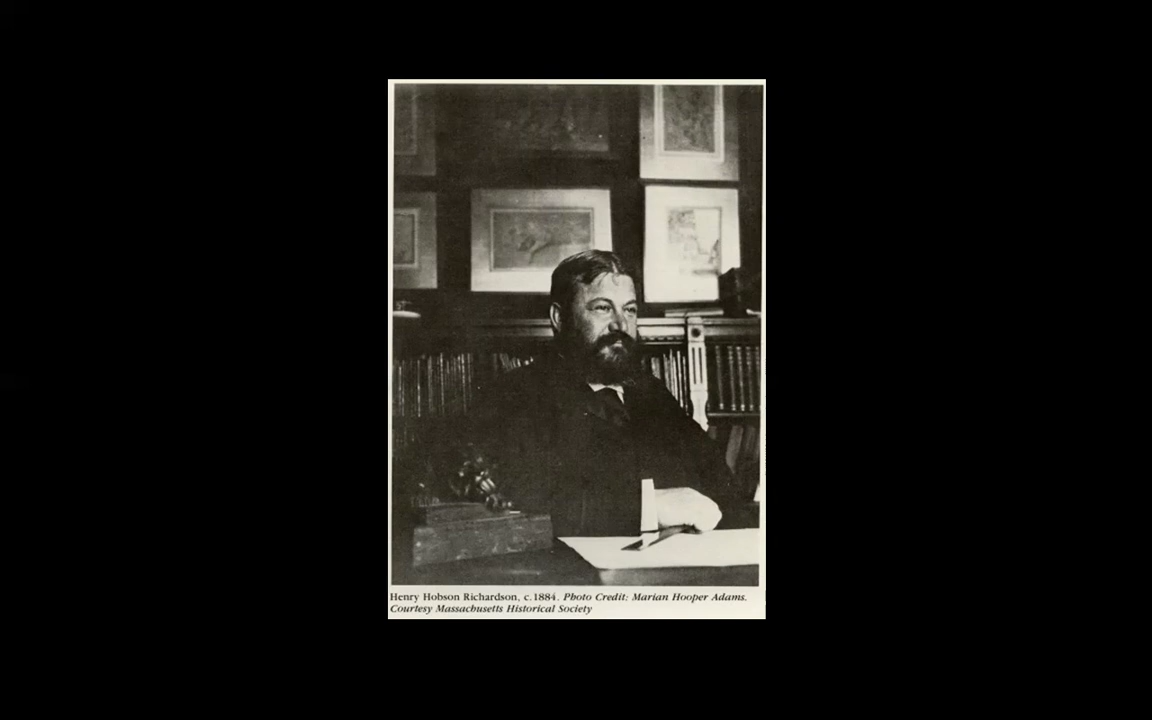 Henry Hobson Richardson, c.1884. Photo Credit: Marian Hooper Adams.
Courtesy Massachusetts Historical Society